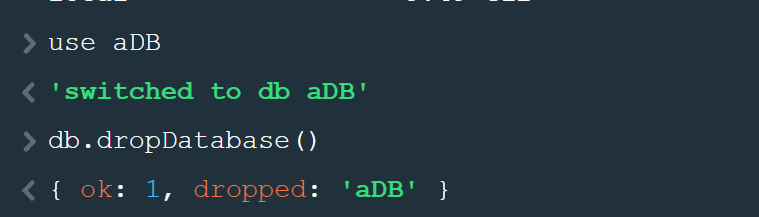 > use aDB
< 'switched to db aDB'
> db.dropDatabase()
< { ok: 1, dropped: 'aDB' }